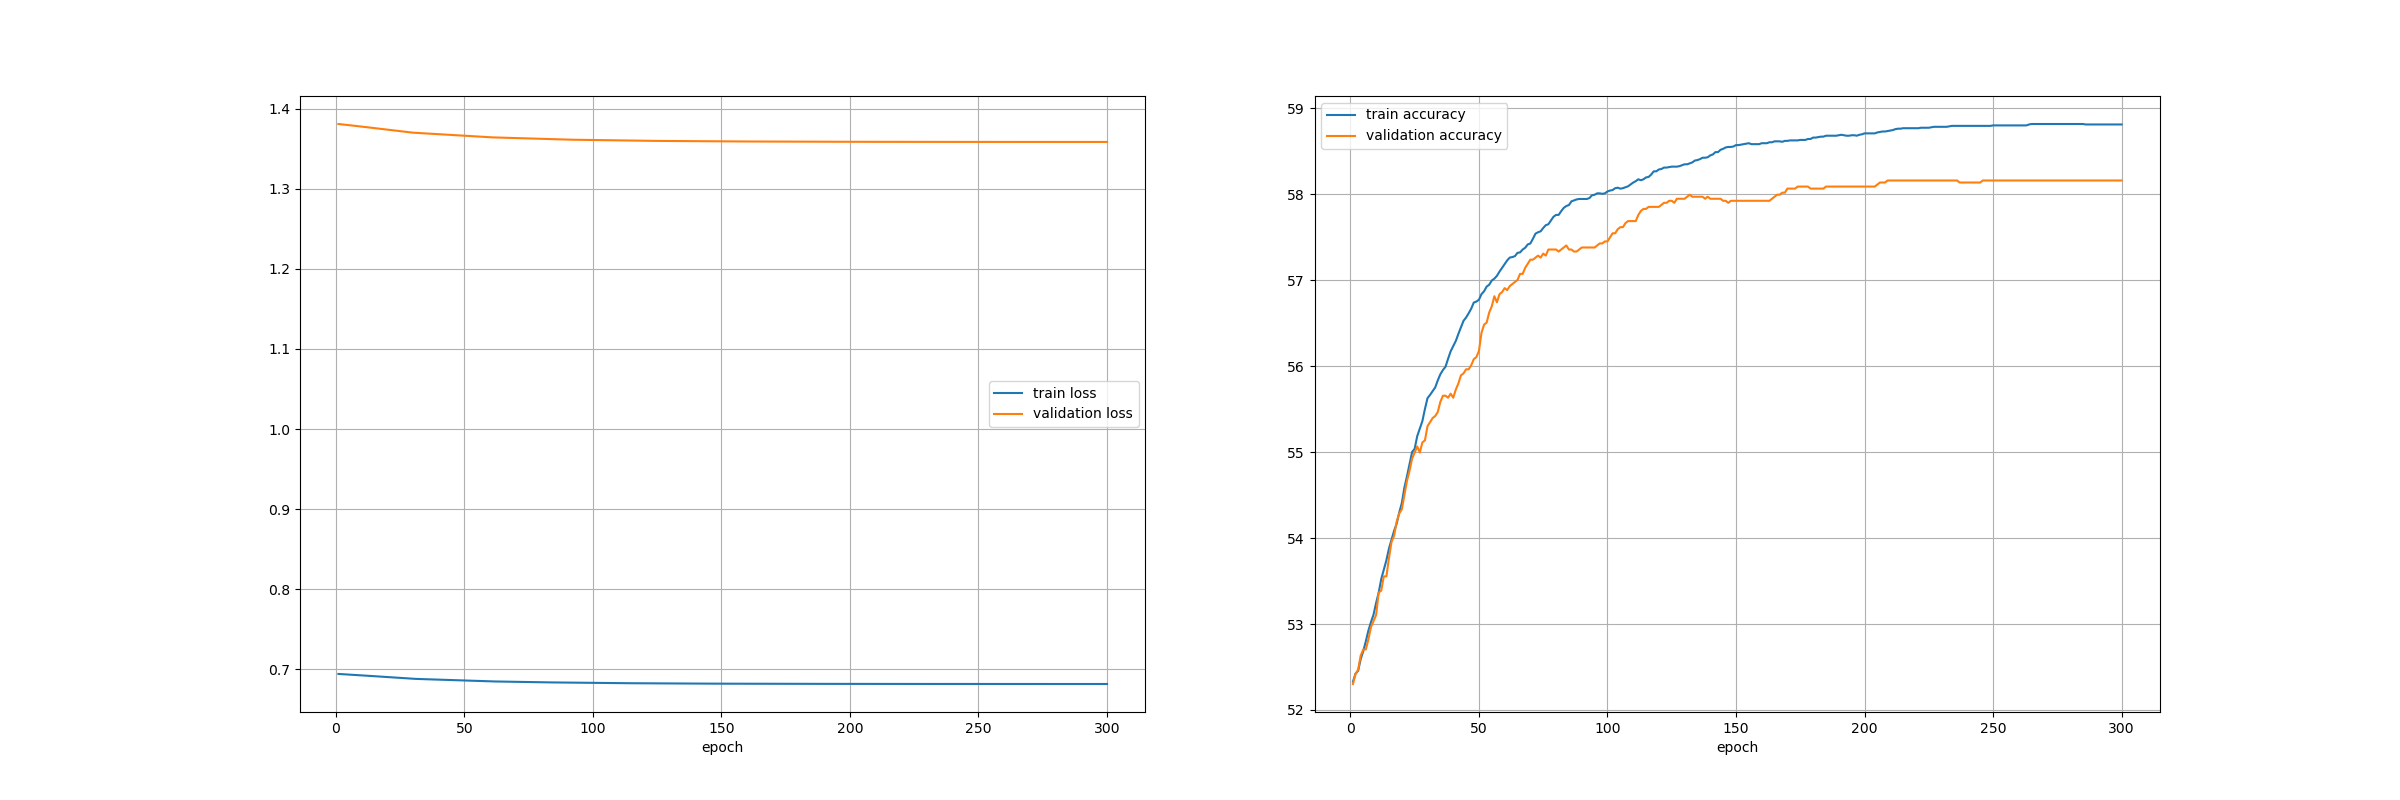 1.4
1.3
1.2
1.1
1.0
0.9
0.8
0.7
train loss
validation loss
0 50 100 150 200 250 300
epoch
59
58
57
56
55
54
53
52
train accuracy
validation accuracy
0 50 100 150 200 250 300
epoch